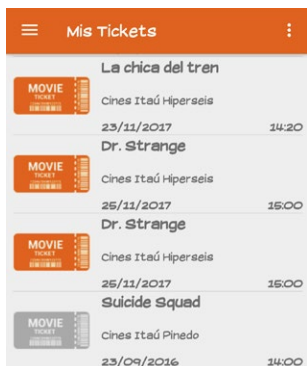 Mis Tickets
La chica del tren
MOVIE
TICKET
Cines Itaú Hiperseis
23/11/2017 14:20
Dr. Strange
MOVIE
TICKET
Cines Itaú Hiperseis
25/11/2017 15:00
Dr. Strange
MOVIE
TICKET
Cines Itaú Hiperseis
25/11/2017 15:00
Suicide Squad
MOVIE
TICKET
Cines Itaú Pinedo
23/09/2016 14:00